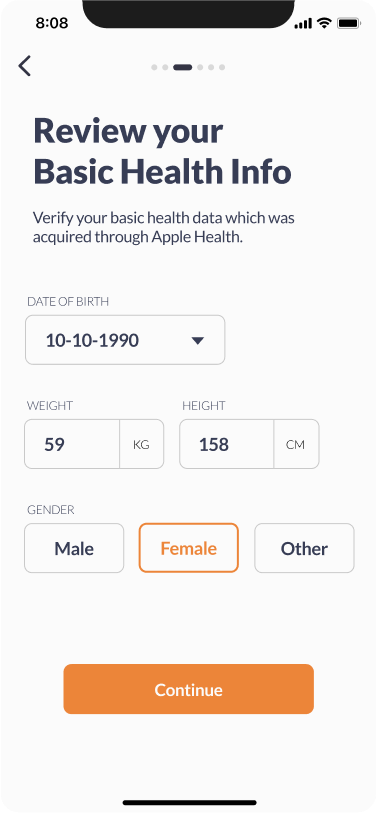 8:08
Review your
Basic Health Info
Verify your basic health data which was
acquired through Apple Health.
DATE OF BIRTH
10-10-1990
WEIGHT HEIGHT
59 KG 158 CM
GENDER
Male Female Other
Continue